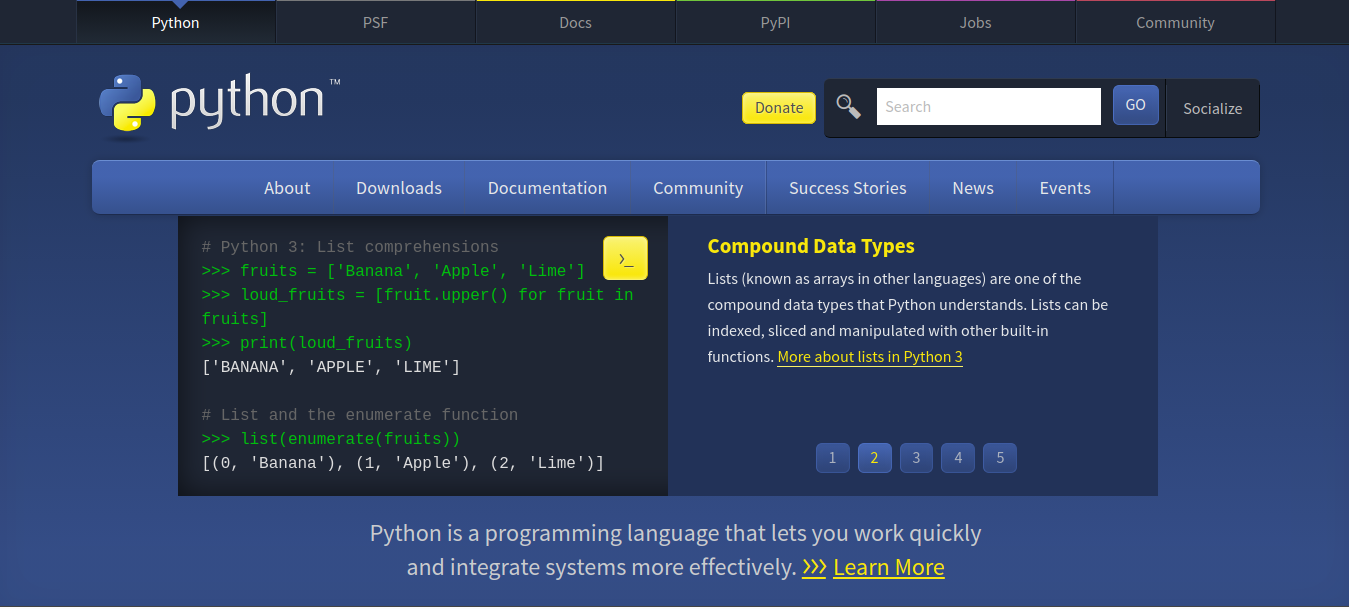 Python PSF Docs PyPI Jobs Community
python™
Donate Search GO Socialize
About Downloads Documentation Community Success Stories News Events
# Python 3: List comprehensions
>>> fruits = ['Banana', 'Apple', 'Lime']
>>> loud_fruits = [fruit.upper() for fruit in
fruits]
>>> print(loud_fruits)
['BANANA', 'APPLE', 'LIME']
# List and the enumerate function
>>> list(enumerate(fruits))
[(0, 'Banana'), (1, 'Apple'), (2, 'Lime')]
>_
Compound Data Types
Lists (known as arrays in other languages) are one of the
compound data types that Python understands. Lists can be
indexed, sliced and manipulated with other built-in
functions. More about lists in Python 3
1 2 3 4 5
Python is a programming language that lets you work quickly
and integrate systems more effectively. >>> Learn More